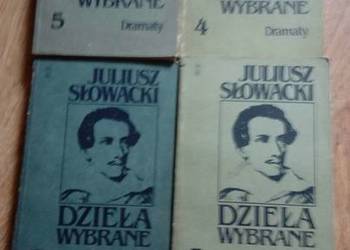 WYBRANE
5 Dramaty
WYBRANE
4 Dramaty
JULIUSZ
SŁOWACKI
DZIEŁA
WYBRANE
JULIUSZ
SŁOWACKI
DZIEŁA
WYBRANE